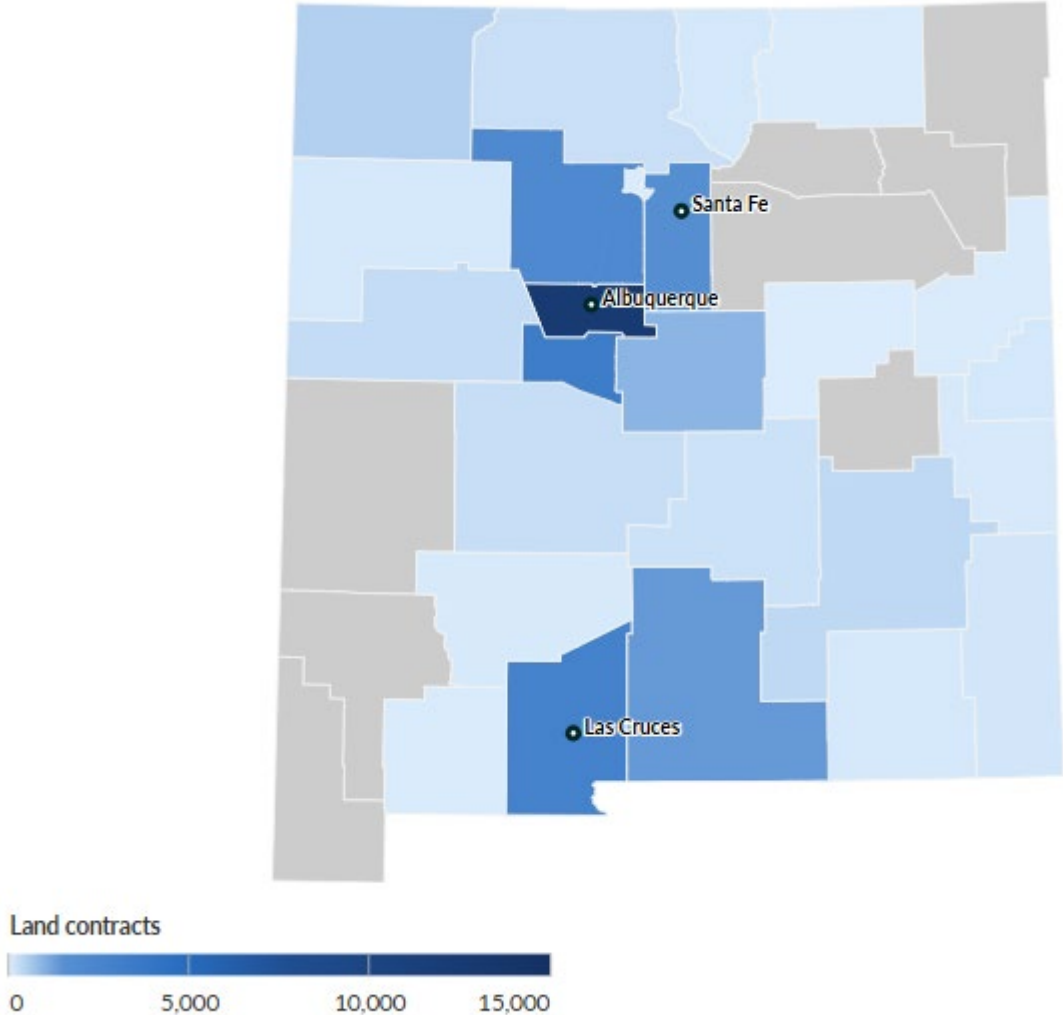 Santa Fe
Albuquerque
Las Cruces
Land contracts
0 5,000 10,000 15,000